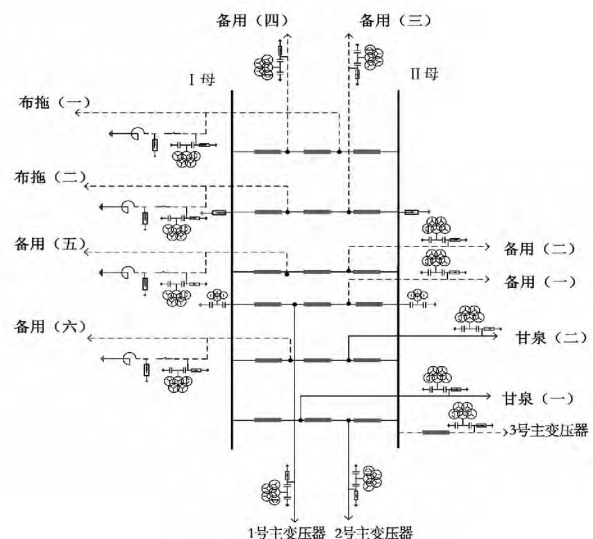 备用（四）
备用（三）
Ⅰ母
Ⅱ母
布拖（一）
布拖（二）
备用（五）
备用（二）
备用（一）
备用（六）
甘泉（二）
甘泉（一）
3号主变压器
1号主变压器
2号主变压器